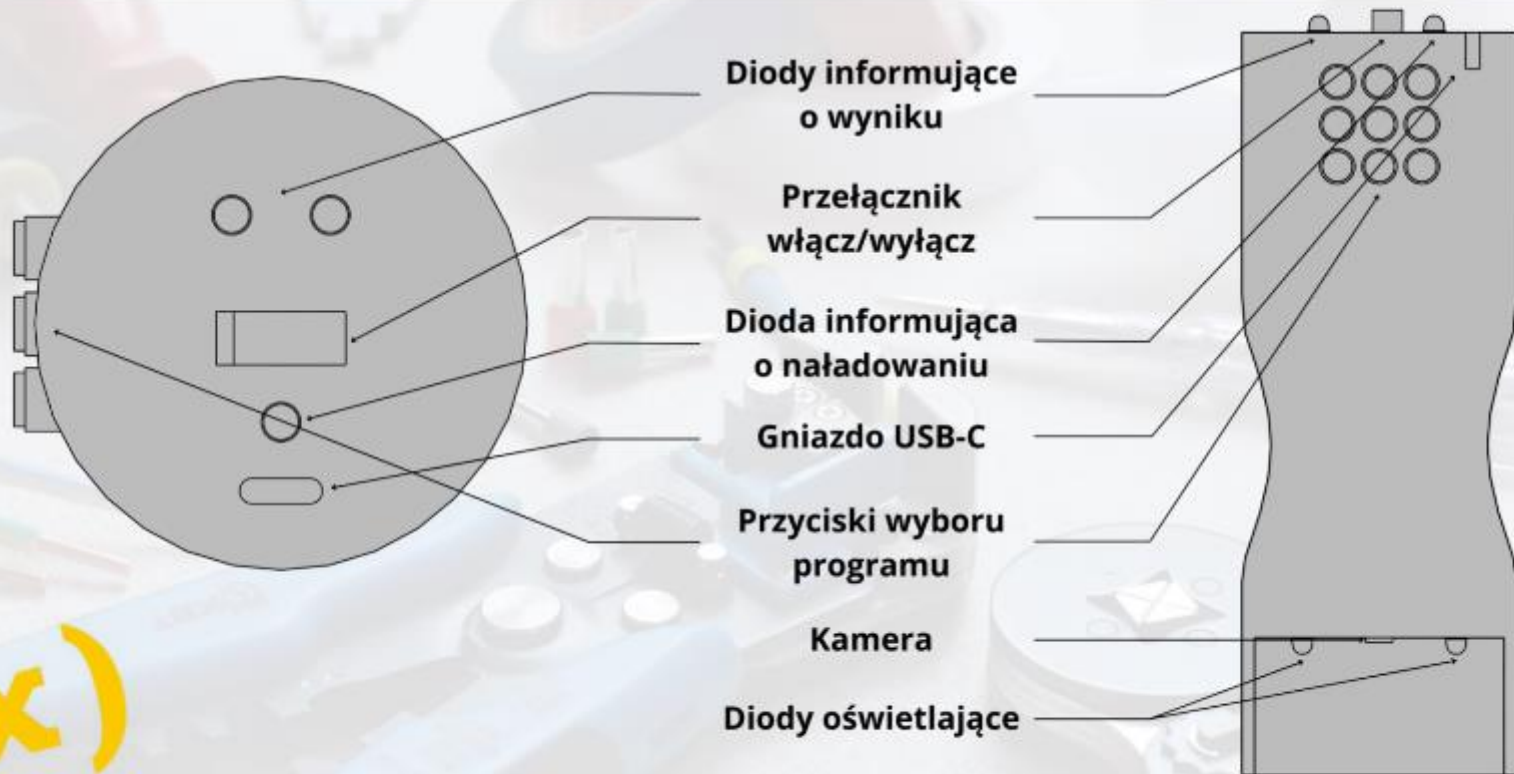 Diody informujące
o wyniku
Przełącznik
włącz/wyłącz
Dioda informująca
o naładowaniu
Gniazdo USB-C
Przyciski wyboru
programu
Kamera
Diody oświetlające
x)